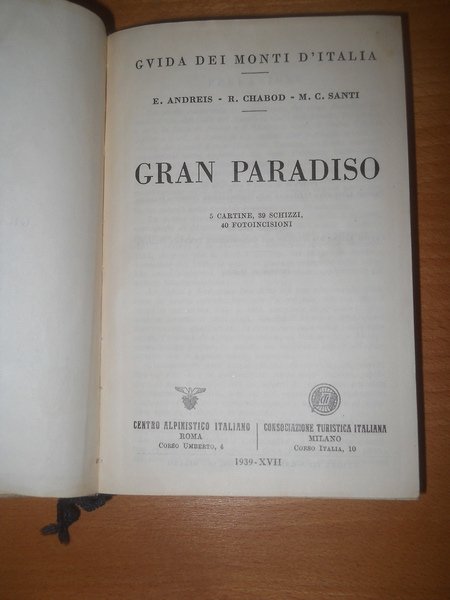 GVIDA DEI MONTI D'ITALIA
E. ANDREIS - R. CHABOD - M. C. SANTI
GRAN PARADISO
5 CARTINE, 39 SCHIZZI,
40 FOTOINCISIONI
CENTRO ALPINISTICO ITALIANO
ROMA
CORSO UMBERTO, 4
CONSOCIAZIONE TURISTICA ITALIANA
MILANO
CORSO ITALIA, 10
1939-XVII